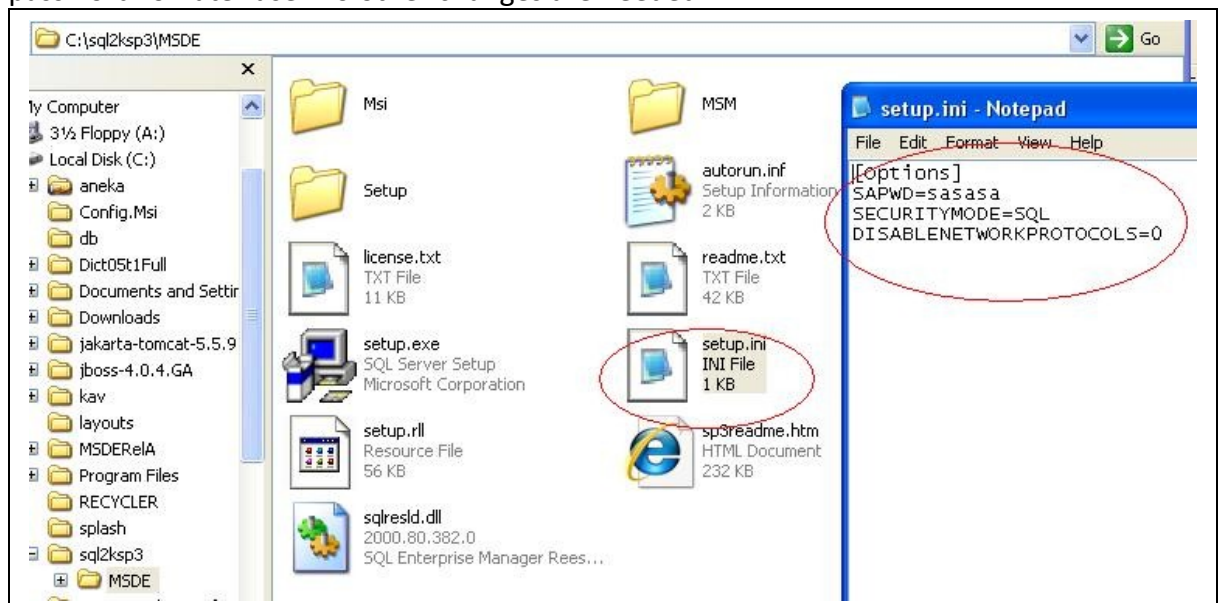 C:\sql2ksp3\MSDE
Go
x
My Computer
3½ Floppy (A:)
Local Disk (C:)
aneka
Config.Msi
db
Dict05t1Full
Documents and Settir
Downloads
jakarta-tomcat-5.5.9
jboss-4.0.4.GA
kav
layouts
MSDERelA
Program Files
RECYCLER
splash
sql2ksp3
MSDE
Msi
MSM
Setup
autorun.inf
Setup Information
2 KB
license.txt
TXT File
11 KB
readme.txt
TXT File
42 KB
setup.exe
SQL Server Setup
Microsoft Corporation
setup.ini
INI File
1 KB
setup.rll
Resource File
56 KB
sp3readme.htm
HTML Document
232 KB
sqlresld.dll
2000.80.382.0
SQL Enterprise Manager Rees...
setup.ini - Notepad
File Edit Format View Help
[Options]
SAPWD=sasasa
SECURITYMODE=SQL
DISABLENETWORKPROTOCOLS=0